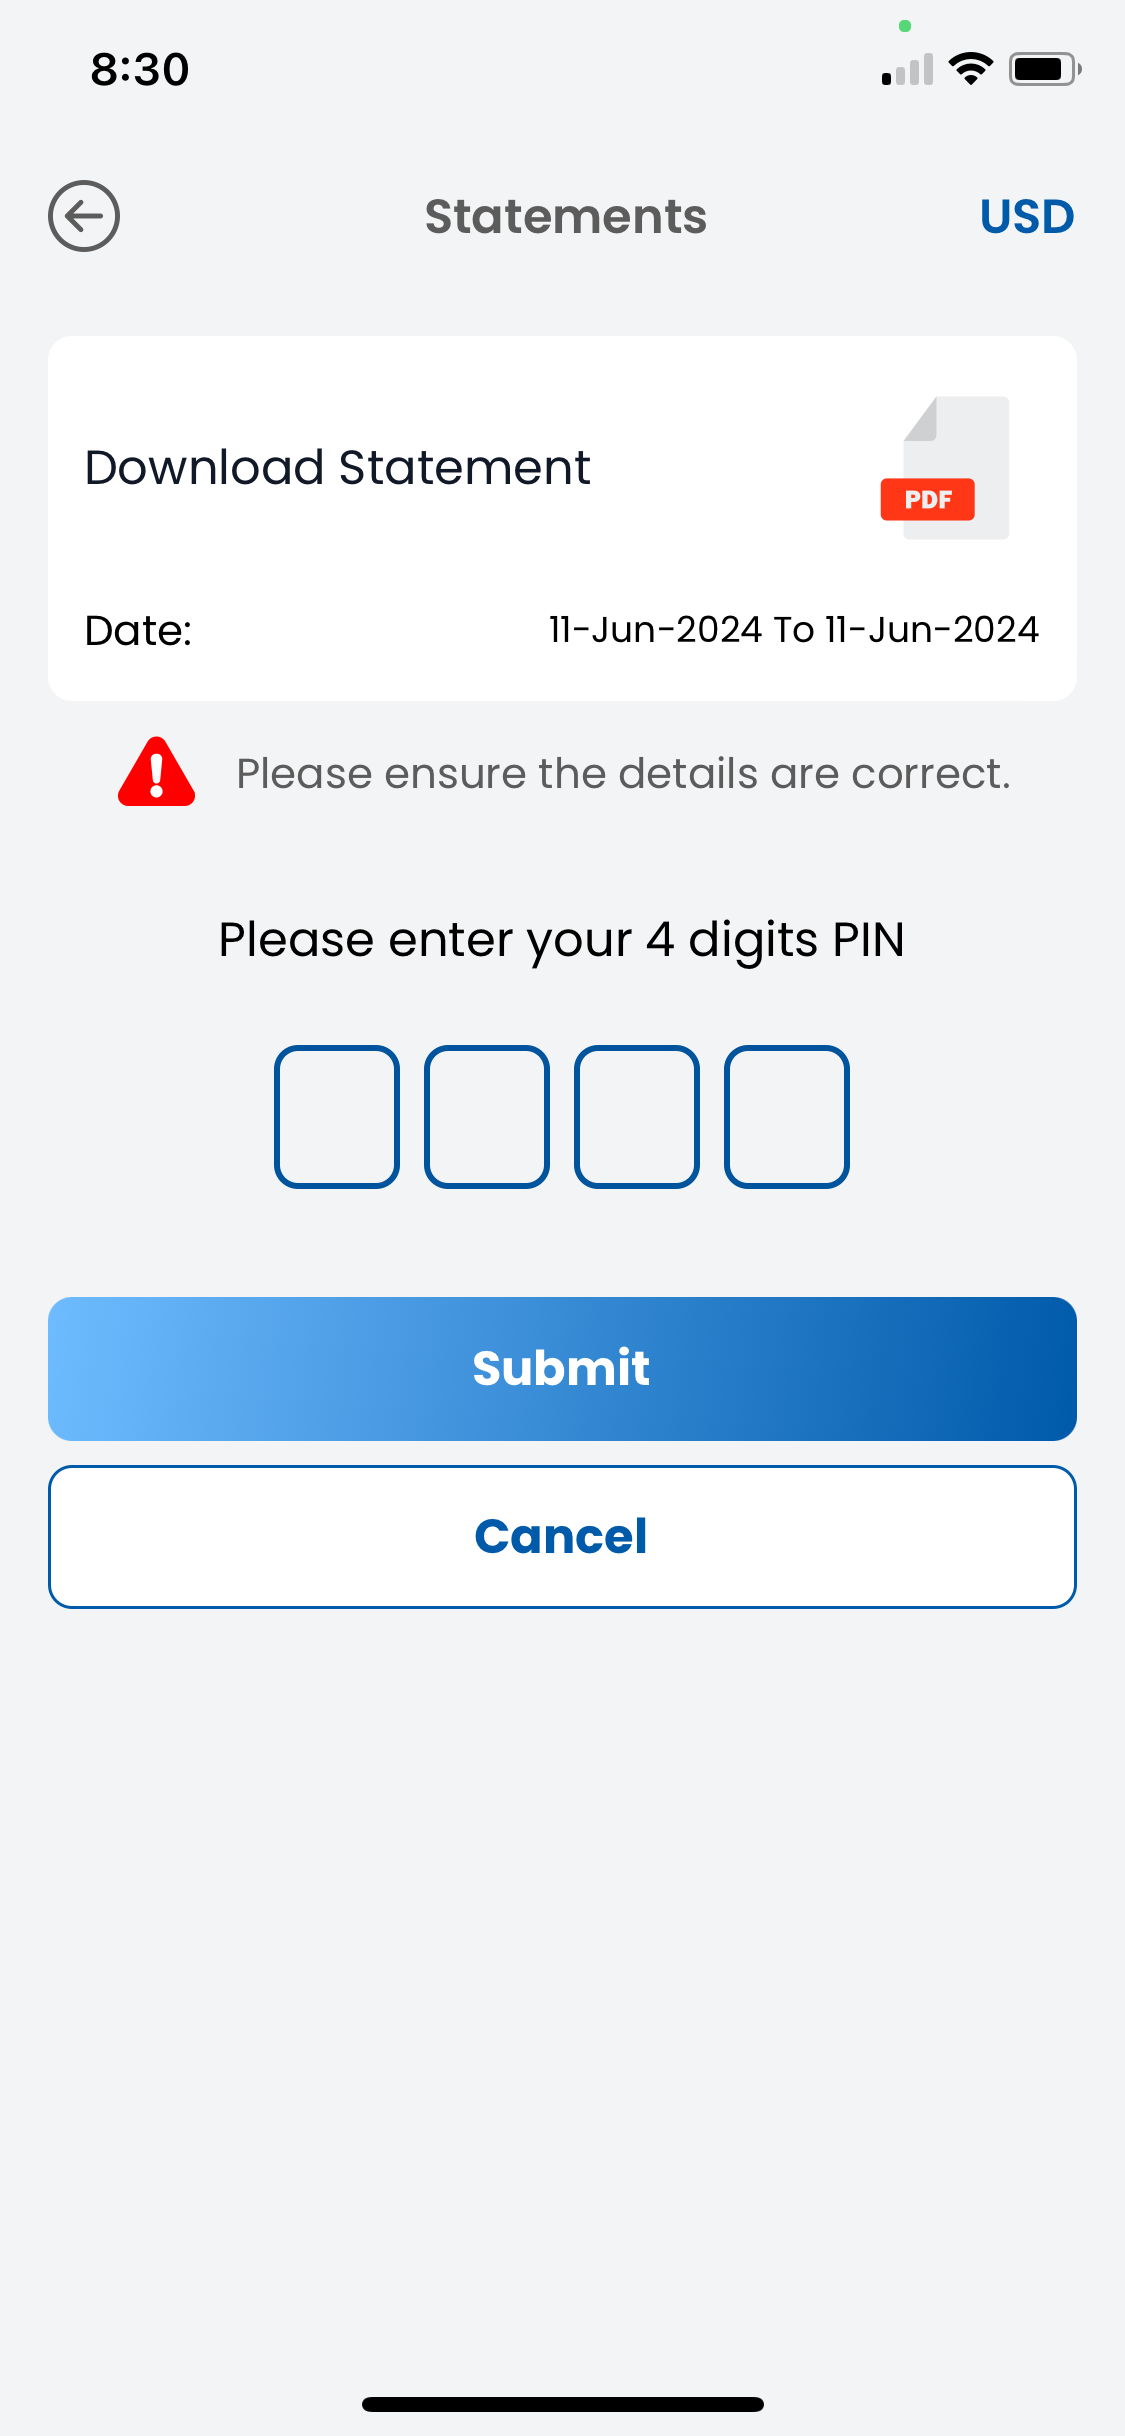 8:30
Statements
USD
Download Statement
PDF
Date:
11-Jun-2024 To 11-Jun-2024
Please ensure the details are correct.
Please enter your 4 digits PIN
Submit
Cancel